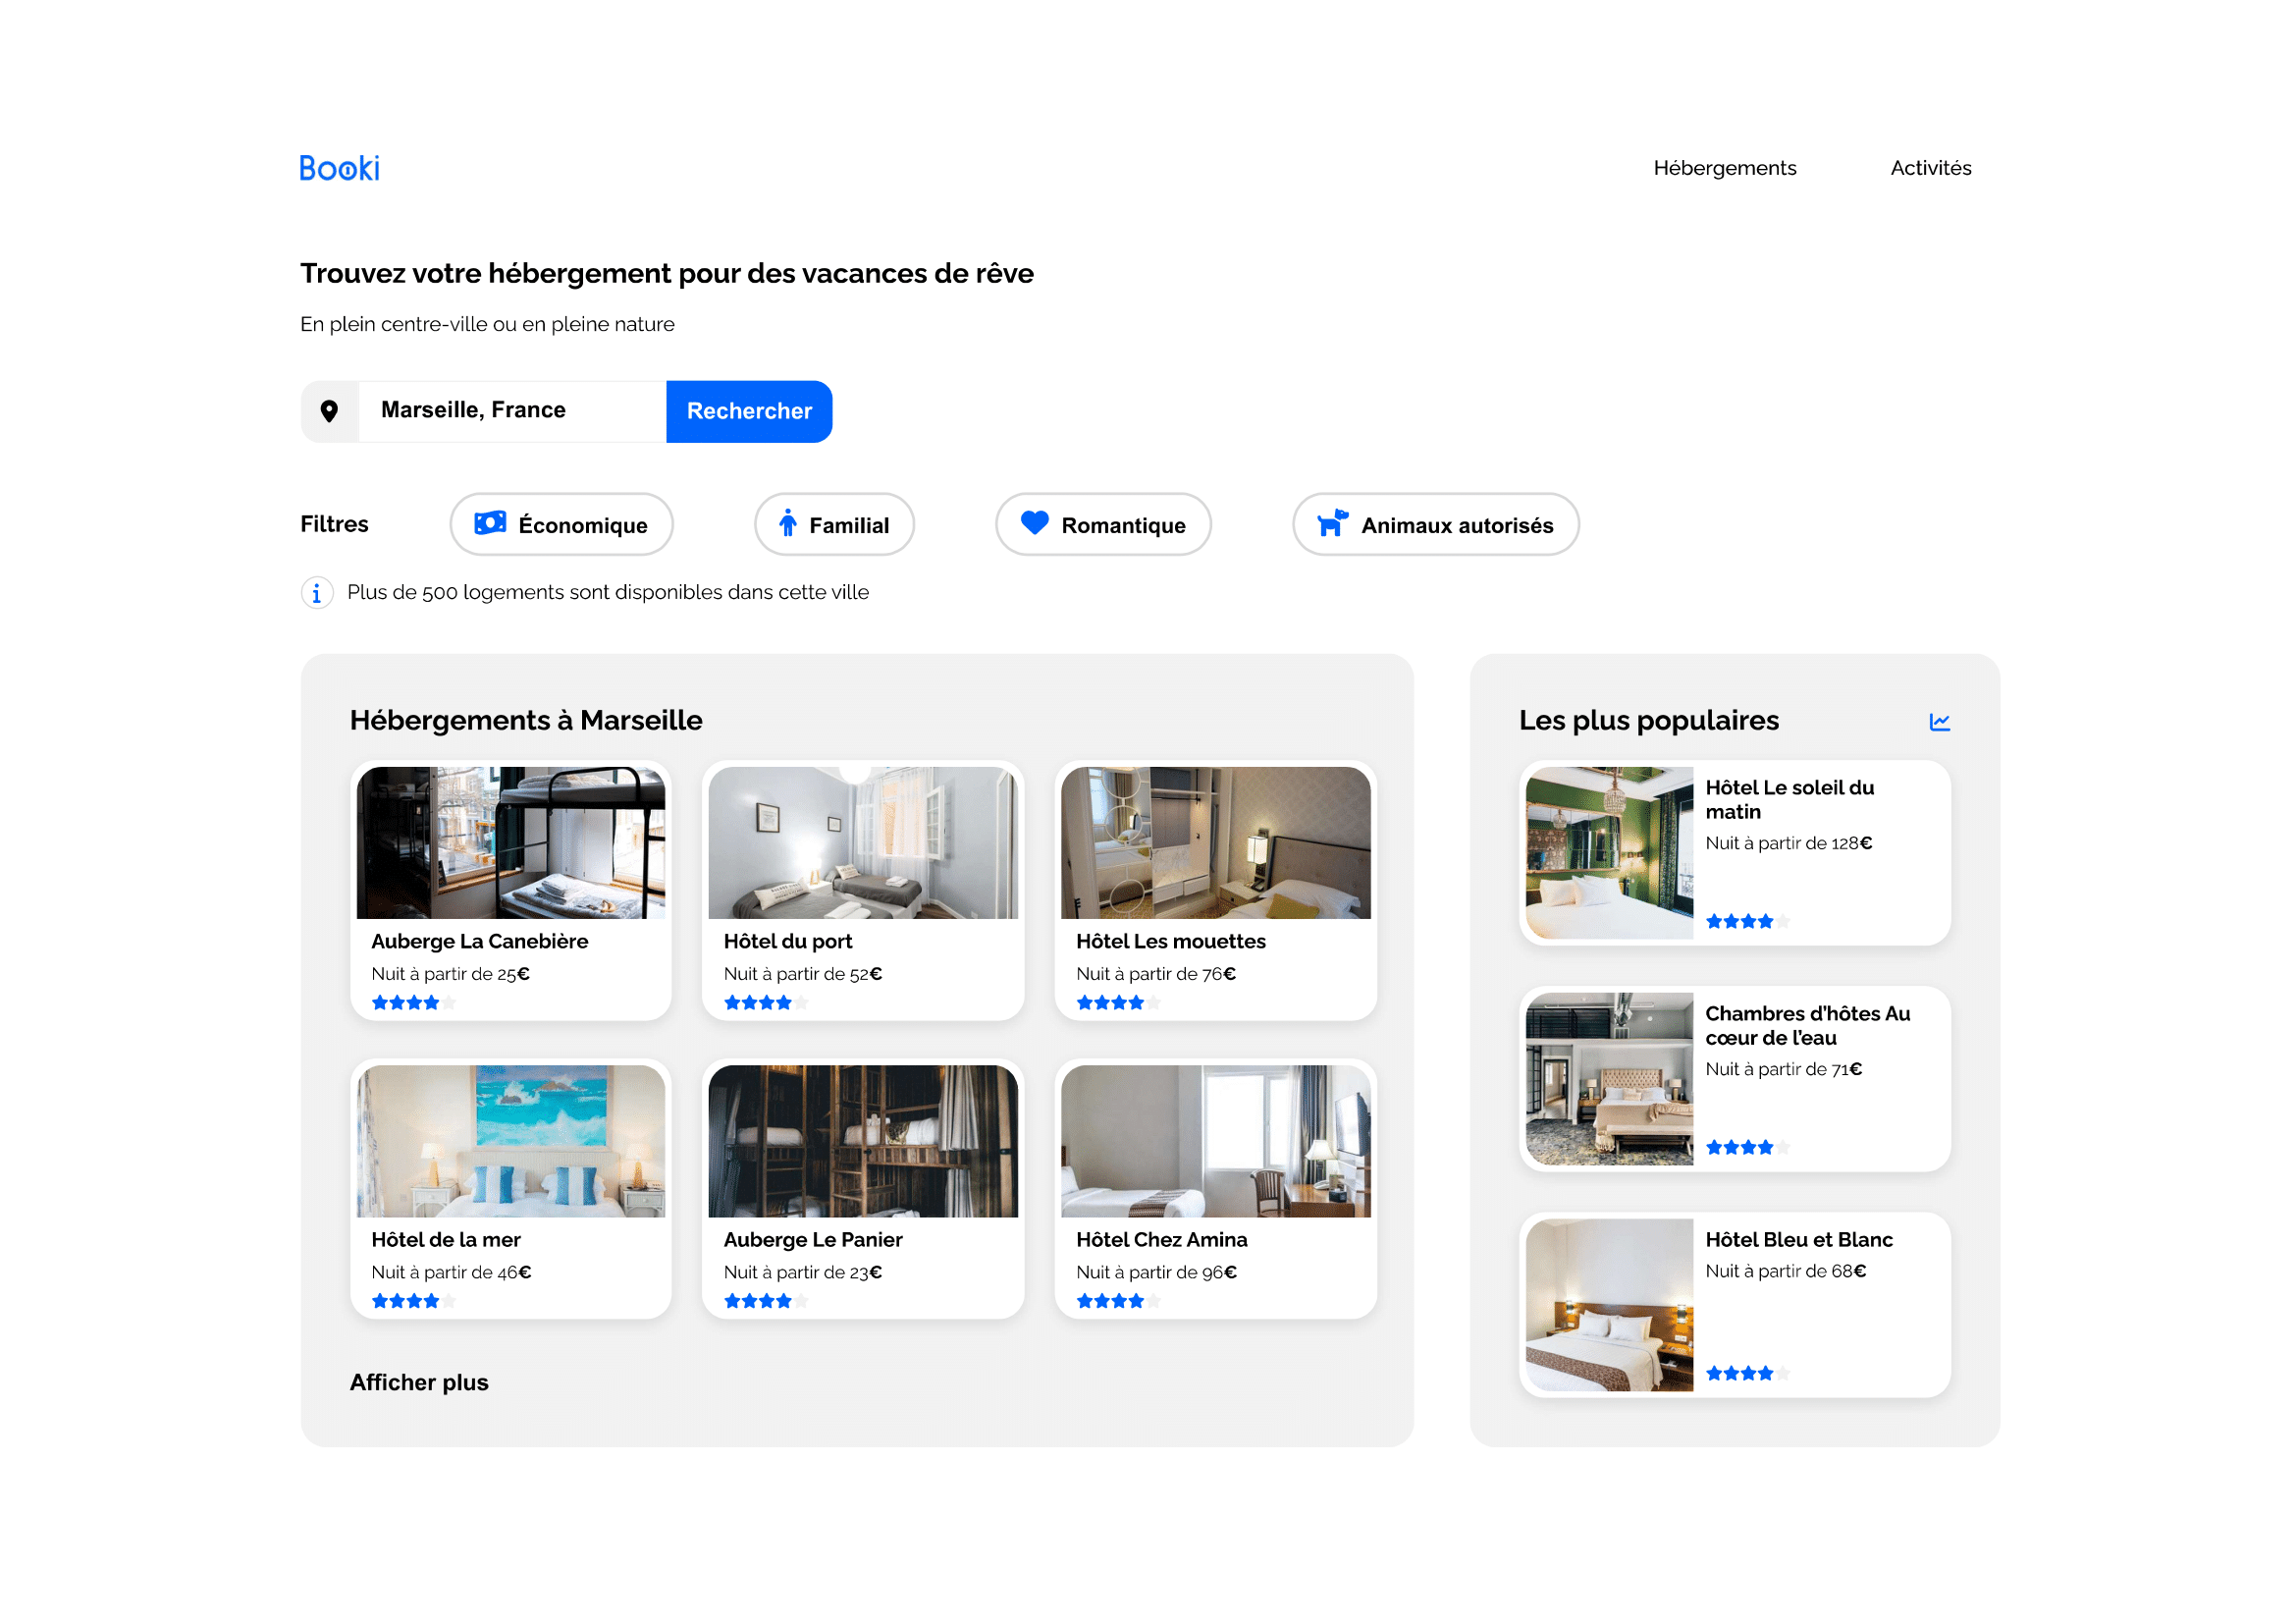 Booki
Hébergements
Activités
Trouvez votre hébergement pour des vacances de rêve
En plein centre-ville ou en pleine nature
Marseille, France
Rechercher
Filtres
Économique
Familial
Romantique
Animaux autorisés
Plus de 500 logements sont disponibles dans cette ville
Hébergements à Marseille
Auberge La Canebière
Nuit à partir de 25€
Hôtel du port
Nuit à partir de 52€
Hôtel Les mouettes
Nuit à partir de 76€
Hôtel de la mer
Nuit à partir de 46€
Auberge Le Panier
Nuit à partir de 23€
Hôtel Chez Amina
Nuit à partir de 96€
Afficher plus
Les plus populaires
Hôtel Le soleil du
matin
Nuit à partir de 128€
Chambres d’hôtes Au
cœur de l’eau
Nuit à partir de 71€
Hôtel Bleu et Blanc
Nuit à partir de 68€